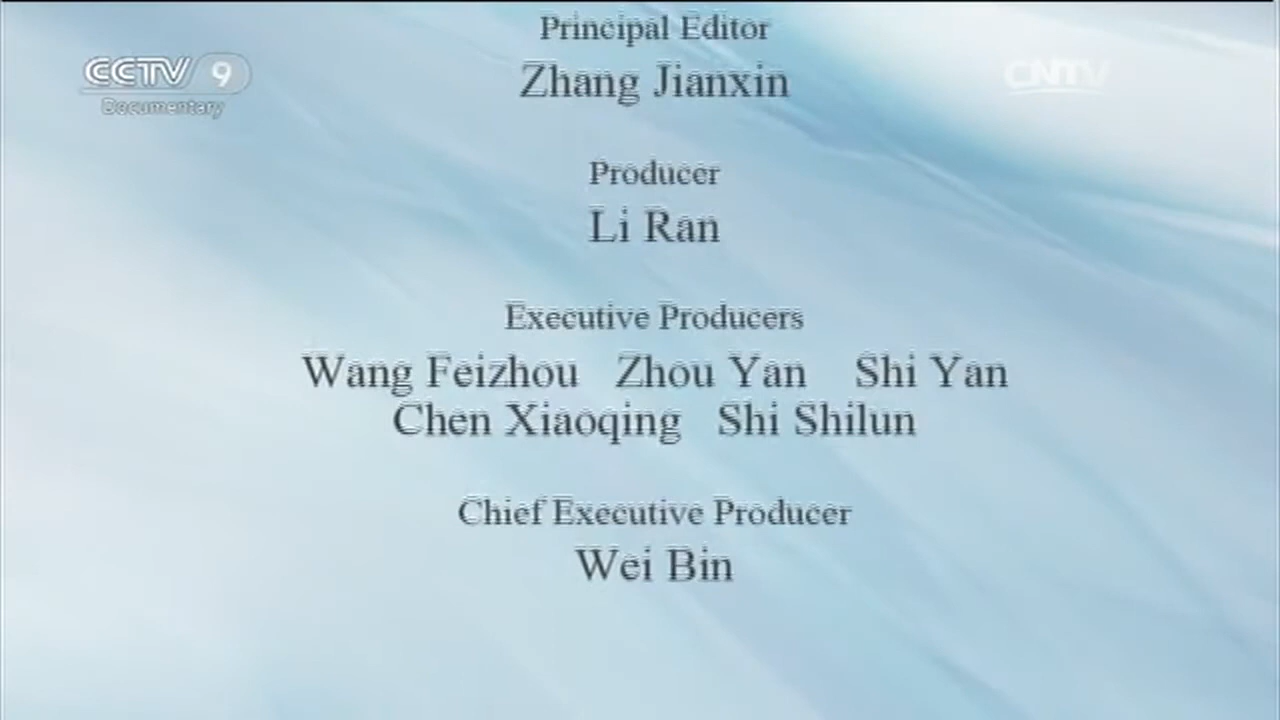 Principal Editor
CCTV 9
CNTV
Zhang Jianxin
Documentary
Producer
Li Ran
Executive Producers
Wang Feizhou Zhou Yan Shi Yan
Chen Xiaoqing Shi Shilun
Chief Executive Producer
Wei Bin